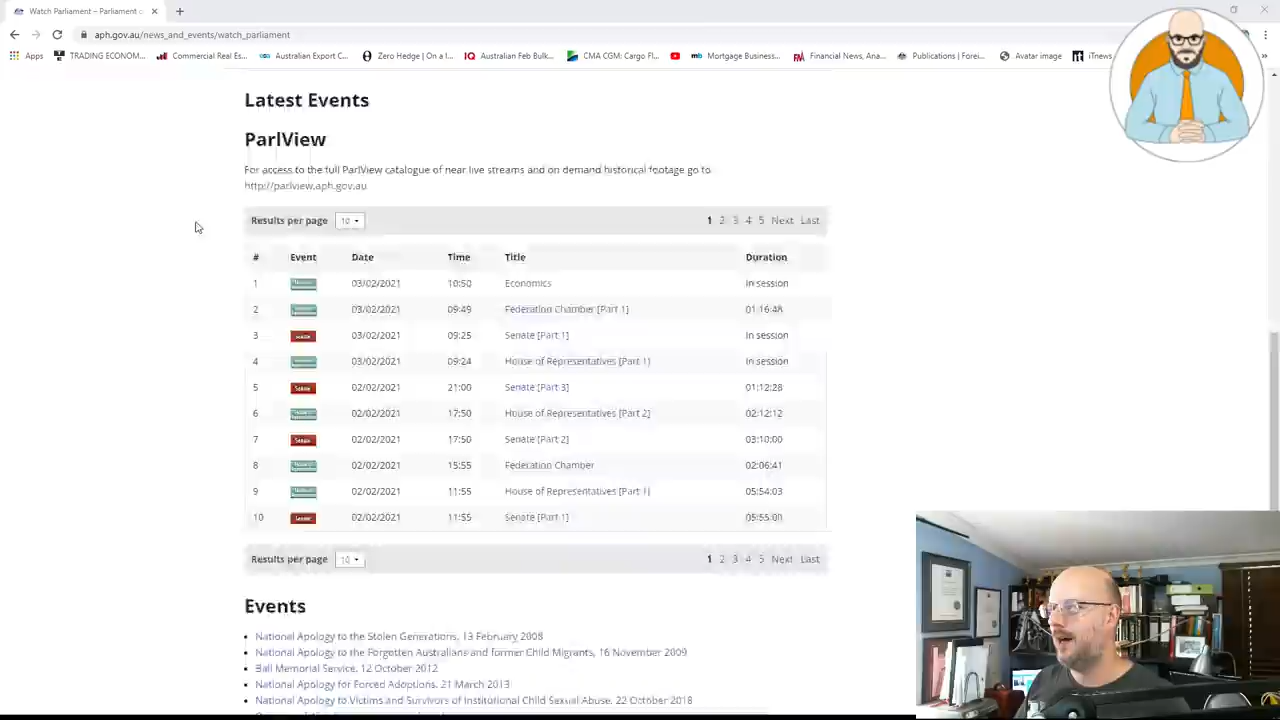 Watch Parliament – Parliament o
aph.gov.au/news_and_events/watch_parliament
Apps TRADING ECONOM... Commercial Real Es... Australian Export C... Zero Hedge | On a l... Australian Feb Bulk... CMA CGM: Cargo Fl... Mortgage Business... Financial News, Ana... Publications | Forei... Avatar image iTnews
Latest Events
ParlView
For access to the full ParlView catalogue of near live streams and on demand historical footage go to
http://parlview.aph.gov.au
Results per page 10 1 2 3 4 5 Next Last
# Event Date Time Title Duration
1 03/02/2021 10:50 Economics In session
2 03/02/2021 09:49 Federation Chamber [Part 1] 01:16:48
3 Senate 03/02/2021 09:25 Senate [Part 1] In session
4 03/02/2021 09:24 House of Representatives [Part 1] In session
5 Senate 02/02/2021 21:00 Senate [Part 3] 01:12:28
6 02/02/2021 17:50 House of Representatives [Part 2] 02:12:12
7 Senate 02/02/2021 17:50 Senate [Part 2] 03:10:00
8 02/02/2021 15:55 Federation Chamber 02:06:41
9 02/02/2021 11:55 House of Representatives [Part 1] 05:54:03
10 Senate 02/02/2021 11:55 Senate [Part 1] 05:55:00
Results per page 10 1 2 3 4 5 Next Last
Events
National Apology to the Stolen Generations, 13 February 2008
National Apology to the Forgotten Australians and former Child Migrants, 16 November 2009
Bali Memorial Service, 12 October 2012
National Apology for Forced Adoptions, 21 March 2013
National Apology to Victims and Survivors of Institutional Child Sexual Abuse, 22 October 2018